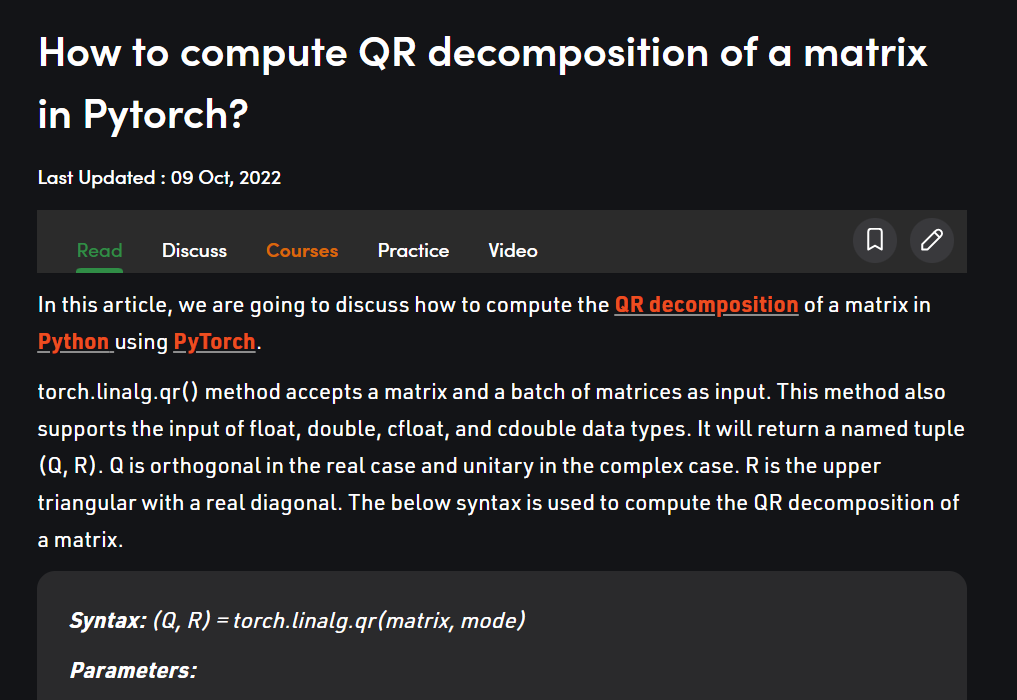 How to compute QR decomposition of a matrix
in Pytorch?
Last Updated : 09 Oct, 2022
Read Discuss Courses Practice Video
In this article, we are going to discuss how to compute the QR decomposition of a matrix in
Python using PyTorch.
torch.linalg.qr() method accepts a matrix and a batch of matrices as input. This method also
supports the input of float, double, cfloat, and cdouble data types. It will return a named tuple
(Q, R). Q is orthogonal in the real case and unitary in the complex case. R is the upper
triangular with a real diagonal. The below syntax is used to compute the QR decomposition of
a matrix.
Syntax: (Q, R) = torch.linalg.qr(matrix, mode)
Parameters: